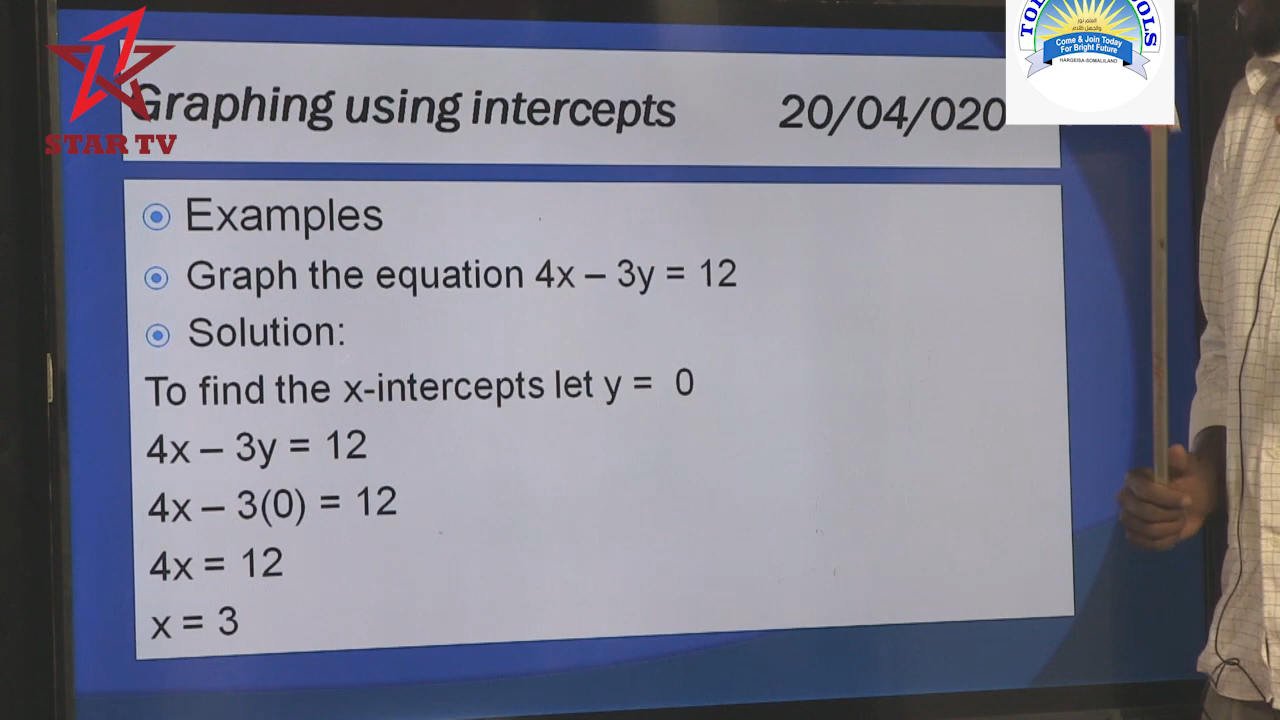 STAR TV
Graphing using intercepts 20/04/020
Come & Join Today
For Bright Future
HARGEISA-SOMALILAND
Examples
Graph the equation 4x – 3y = 12
Solution:
To find the x-intercepts let y = 0
4x – 3y = 12
4x – 3(0) = 12
4x = 12
x = 3